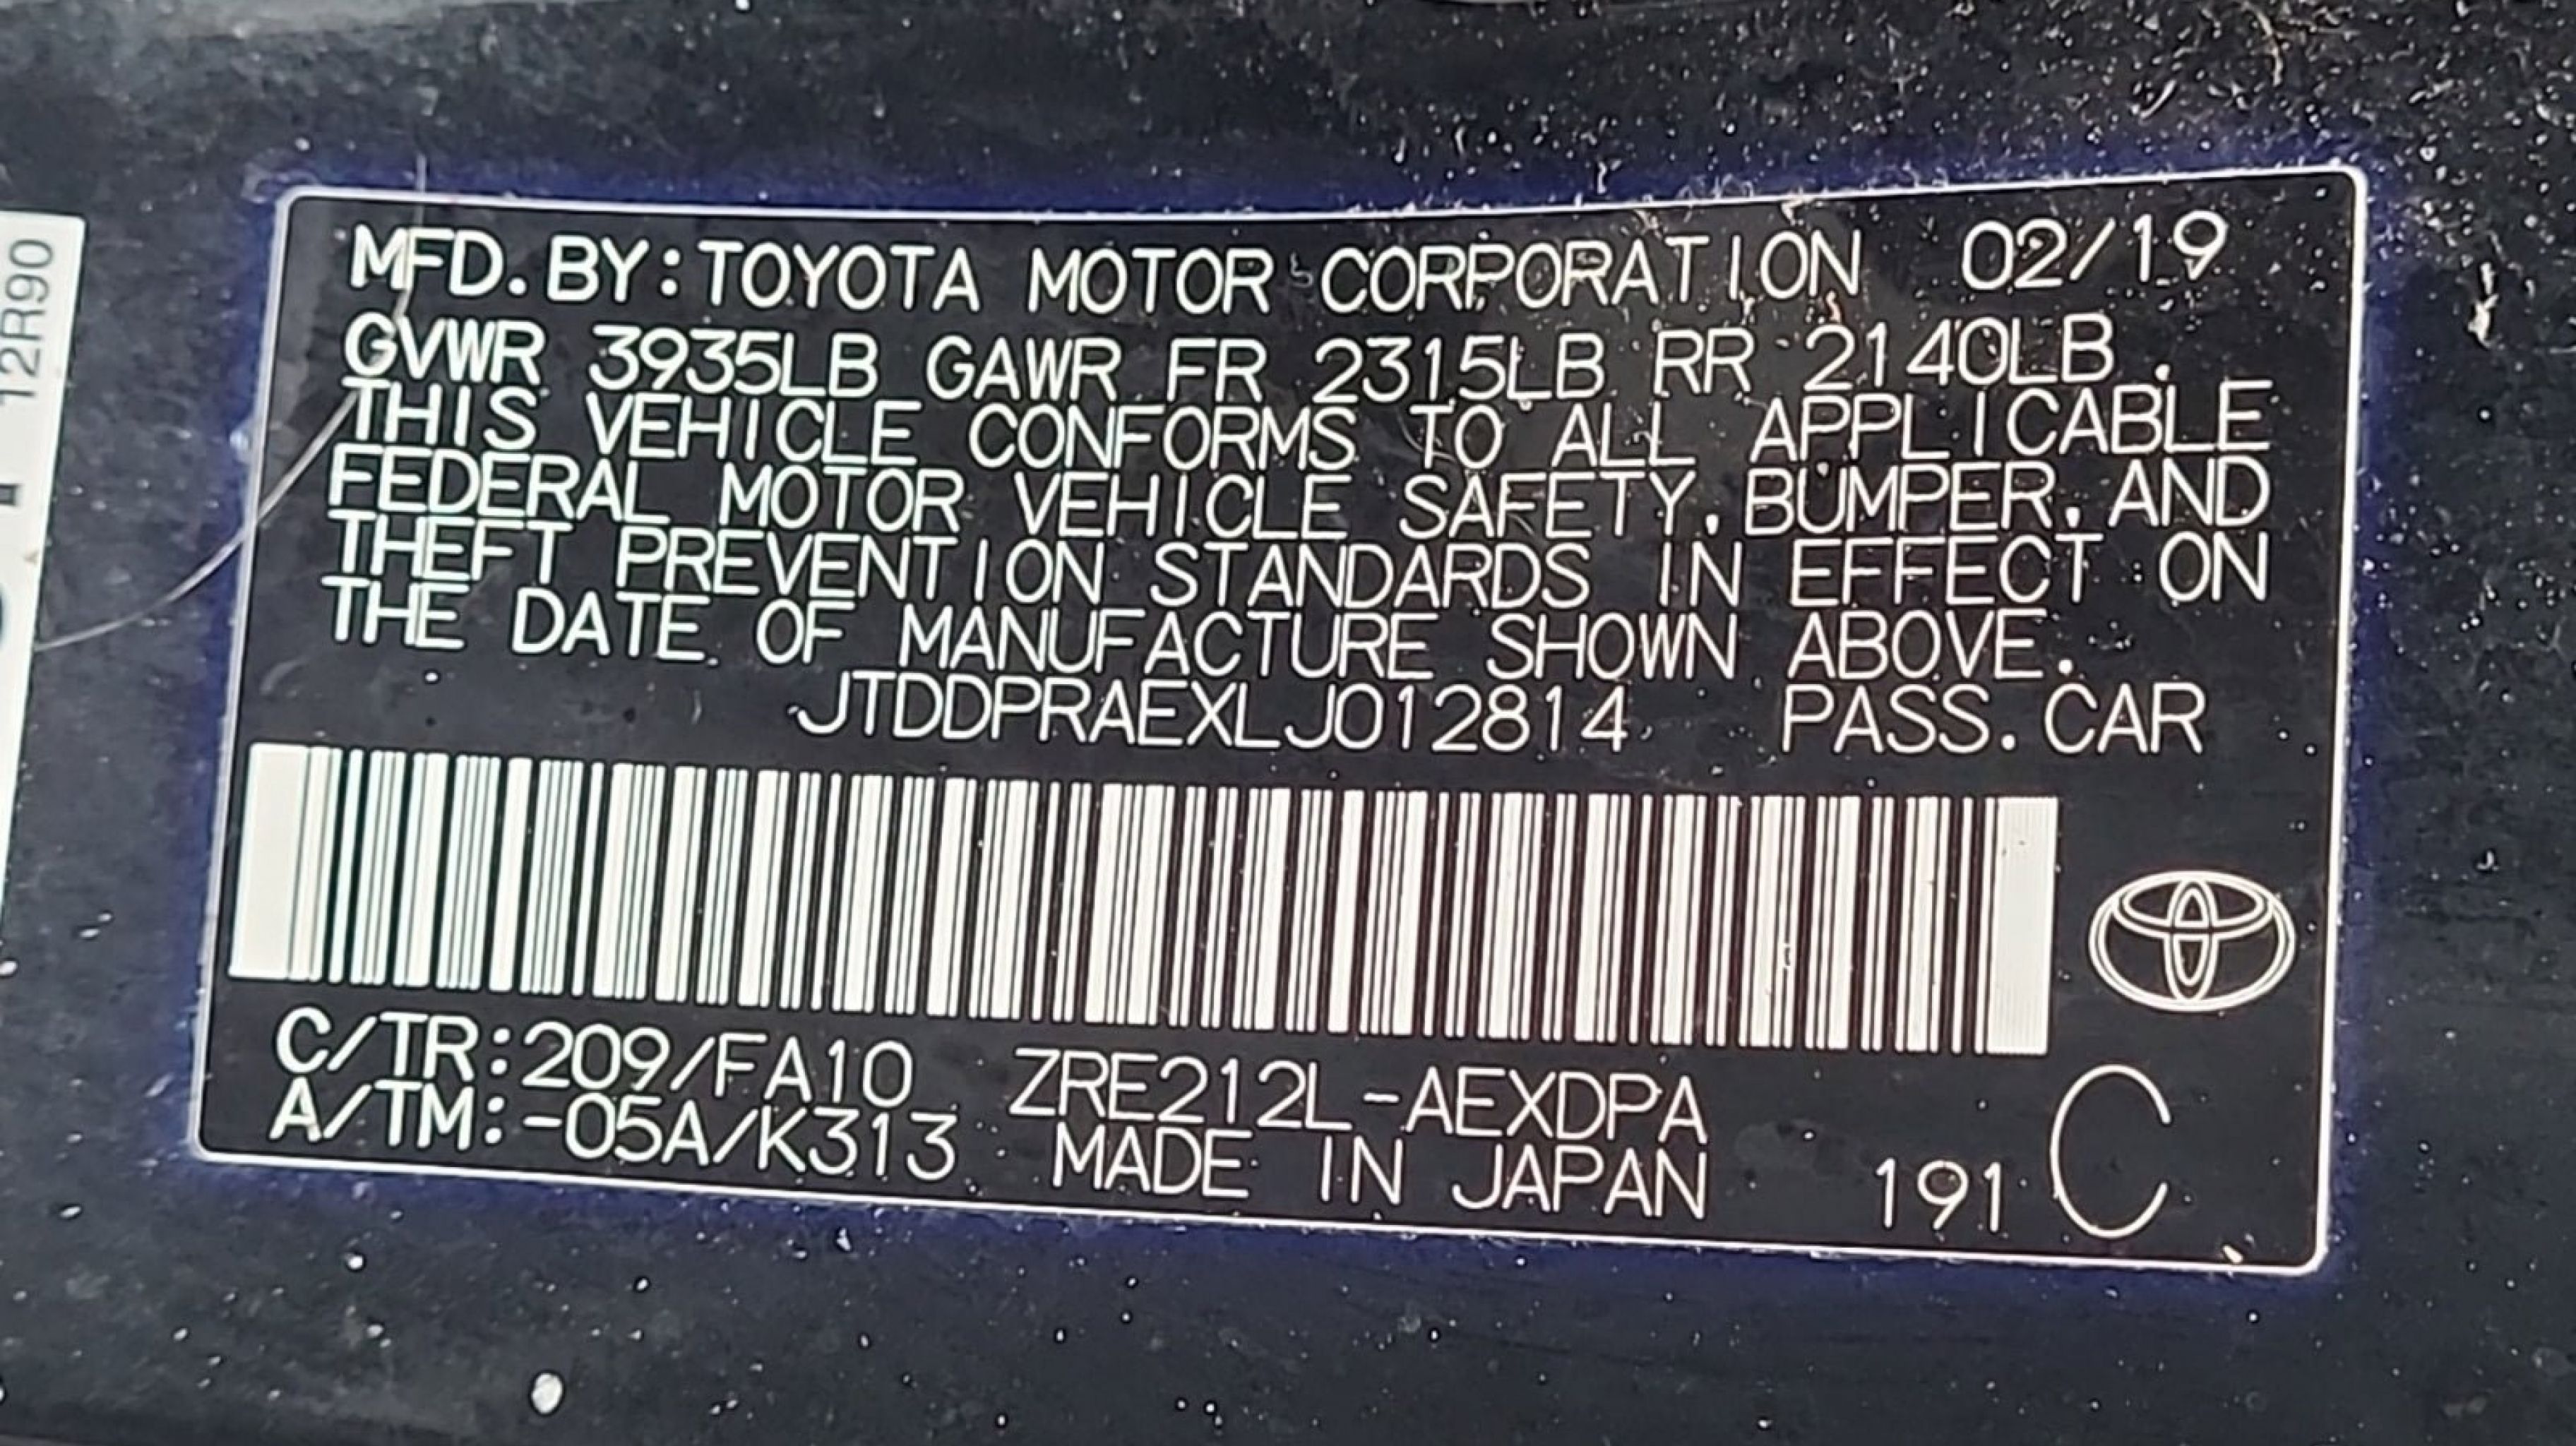 MFD.BY:TOYOTA MOTOR CORPORATION 02/19
GVWR 3935LB GAWR FR 2315LB RR 2140LB
THIS VEHICLE CONFORMS TO ALL APPLICABLE
FEDERAL MOTOR VEHICLE SAFETY, BUMPER, AND
THEFT PREVENTION STANDARDS IN EFFECT ON
THE DATE OF MANUFACTURE SHOWN ABOVE.
JTDDPRAEXLJ012814 PASS.CAR
C/TR:209/FA10 ZRE212L-AEXDPA
A/TM:-05A/K313 MADE IN JAPAN 191 C
12R90